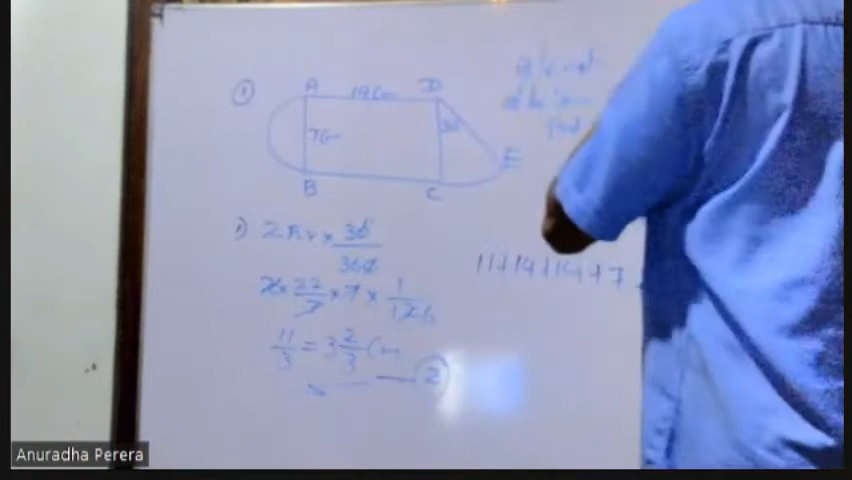 1
A 14cm D
7cm 30
E
B C
1) 2πr × 30/360
2 × 22/7 × 7 × 1/12
11 + 14 + 14 + 7
11/3 = 3 2/3 cm
2
Anuradha Perera